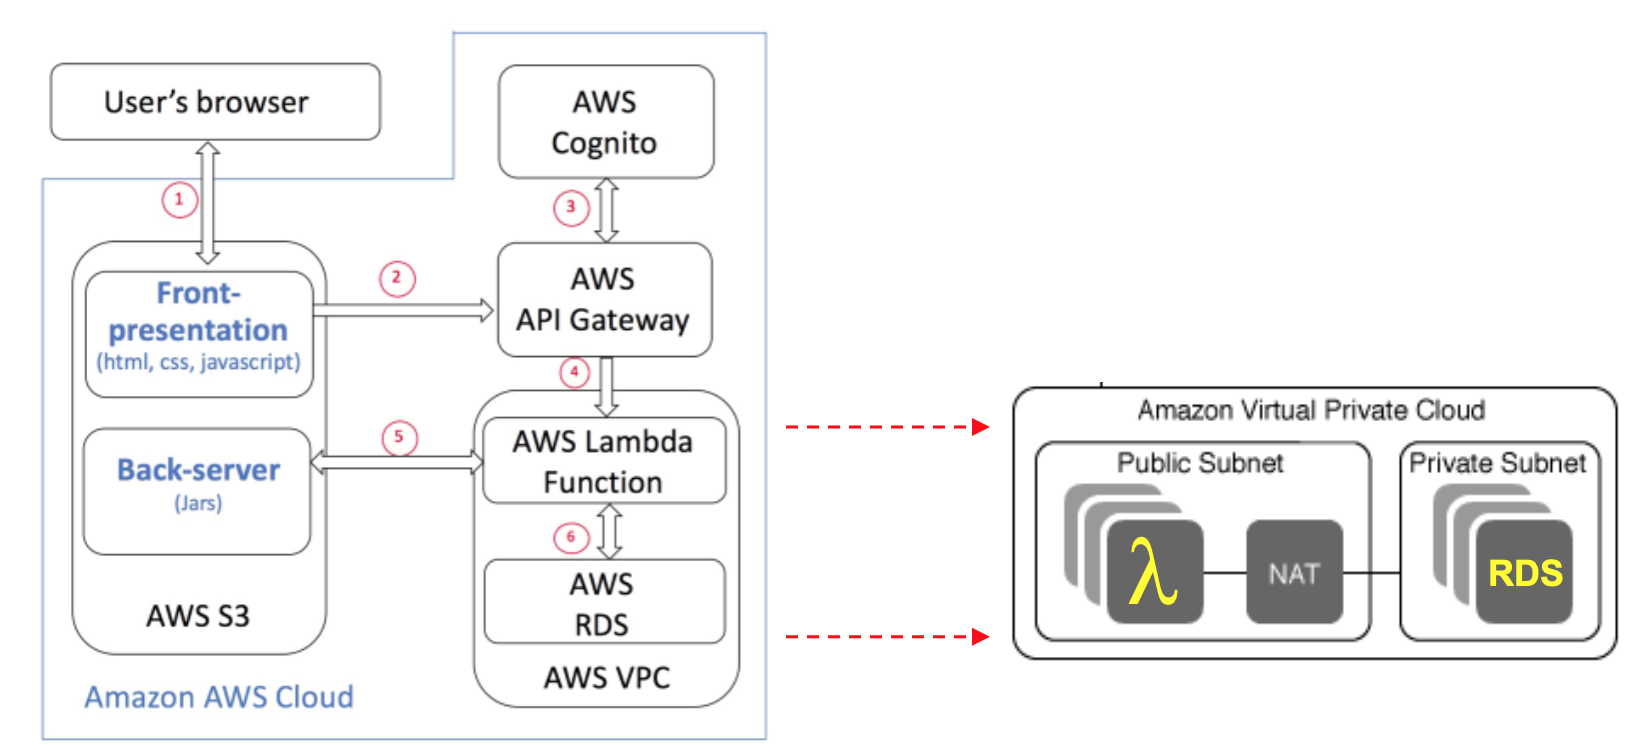 User's browser
AWS
Cognito
1
3
Front-
presentation
(html, css, javascript)
2
AWS
API Gateway
4
Back-server
(Jars)
5
AWS Lambda
Function
6
AWS
RDS
AWS S3
AWS VPC
Amazon AWS Cloud
Amazon Virtual Private Cloud
Public Subnet
λ
NAT
Private Subnet
RDS